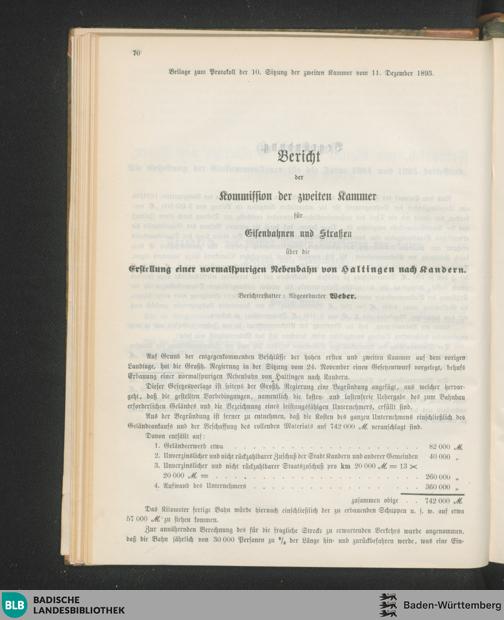 70
Beilage zum Protokoll der 10. Sitzung der zweiten Kammer vom 11. Dezember 1893.
Bericht
der
Kommission der zweiten Kammer
für
Eisenbahnen und Straßen
über die
Erstellung einer normalspurigen Nebenbahn von Haltingen nach Kandern.
Berichterstatter: Abgeordneter Weber.
Auf Grund der entgegenkommenden Beschlüsse der hohen ersten und zweiten Kammer auf dem vorigen
Landtage, hat die Großh. Regierung in der Sitzung vom 24. November einen Gesetzentwurf vorgelegt, behufs
Erbauung einer normalspurigen Nebenbahn von Haltingen nach Kandern.
Dieser Gesetzesvorlage ist seitens der Großh. Regierung eine Begründung angefügt, aus welcher hervor-
geht, daß die gestellten Vorbedingungen, namentlich die kosten- und lastenfreie Uebergabe des zum Bahnbau
erforderlichen Geländes und die Bezeichnung eines leistungsfähigen Unternehmers, erfüllt sind.
Aus der Begründung ist ferner zu entnehmen, daß die Kosten des ganzen Unternehmens einschließlich des
Geländeankaufs und der Beschaffung des rollenden Materials auf 742 000 ℳ veranschlagt sind.
Davon entfällt auf:
1. Geländeerwerb etwa . . . 82 000 ℳ
2. Unverzinslicher und nicht rückzahlbarer Zuschuß der Stadt Kandern und anderer Gemeinden 40 000 „
3. Unverzinslicher und nicht rückzahlbarer Staatszuschuß pro km 20 000 ℳ = 13 ×
20 000 ℳ = . . . 260 000 „
4. Aufwand des Unternehmers . . . 360 000 „
zusammen obige . . 742 000 ℳ
Das Kilometer fertige Bahn würde hiernach einschließlich der zu erbauenden Schuppen u. s. w. auf etwa
57 000 ℳ zu stehen kommen.
Zur annähernden Berechnung des für die fragliche Strecke zu erwartenden Verkehrs wurde angenommen,
daß die Bahn jährlich von 30 000 Personen zu der Länge hin- und zurückbefahren werde, was eine Ein-
BLB
BADISCHE
LANDESBIBLIOTHEK
Baden-Württemberg